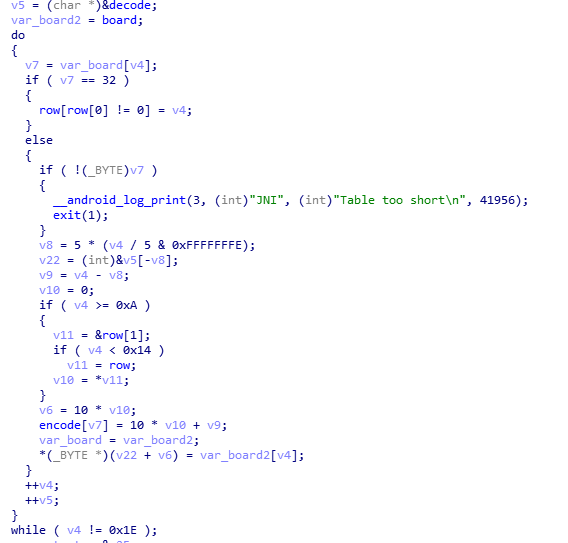 v5 = (char *)&decode;
var_board2 = board;
do
{
v7 = var_board[v4];
if ( v7 == 32 )
{
row[row[0] != 0] = v4;
}
else
{
if ( !(_BYTE)v7 )
{
__android_log_print(3, (int)"JNI", (int)"Table too short\n", 41956);
exit(1);
}
v8 = 5 * (v4 / 5 & 0xFFFFFFFE);
v22 = (int)&v5[-v8];
v9 = v4 - v8;
v10 = 0;
if ( v4 >= 0xA )
{
v11 = &row[1];
if ( v4 < 0x14 )
v11 = row;
v10 = *v11;
}
v6 = 10 * v10;
encode[v7] = 10 * v10 + v9;
var_board = var_board2;
*(_BYTE *)(v22 + v6) = var_board2[v4];
}
++v4;
++v5;
}
while ( v4 != 0x1E );